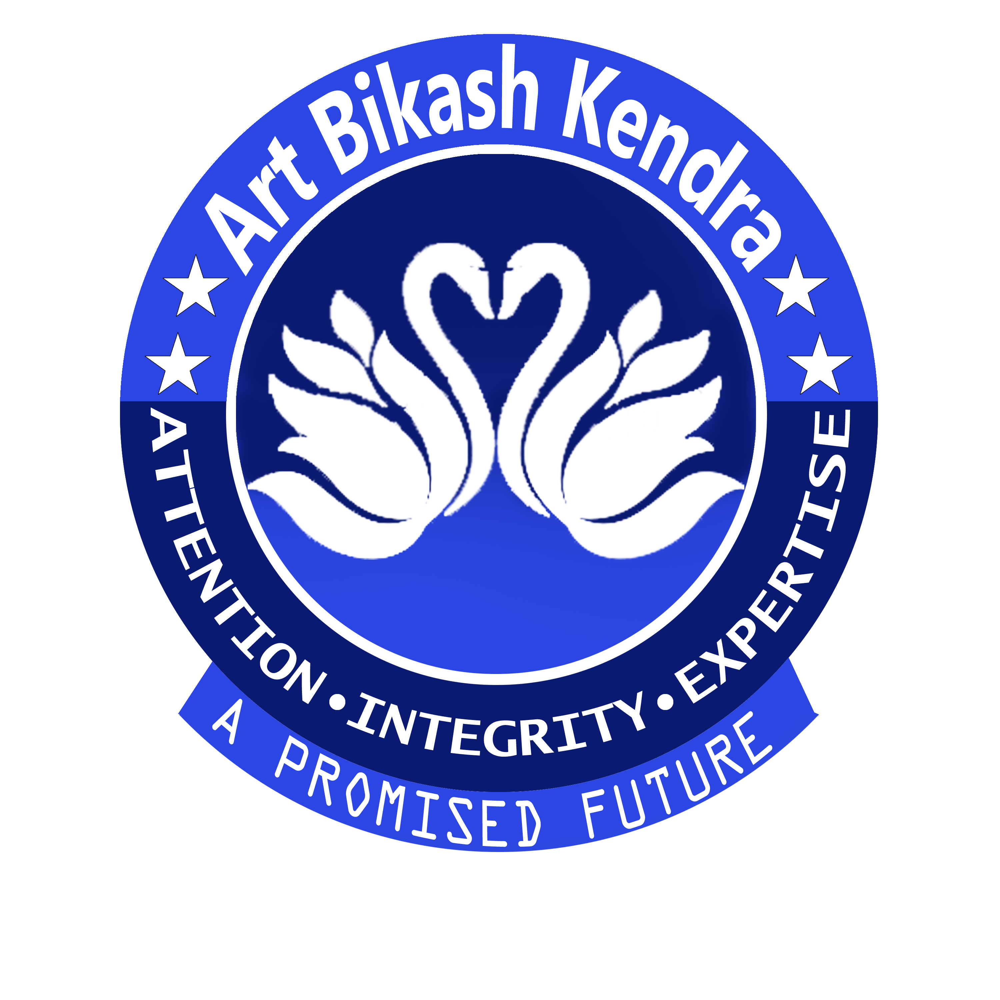 Art Bikash Kendra
ATTENTION • INTEGRITY • EXPERTISE
A PROMISED FUTURE